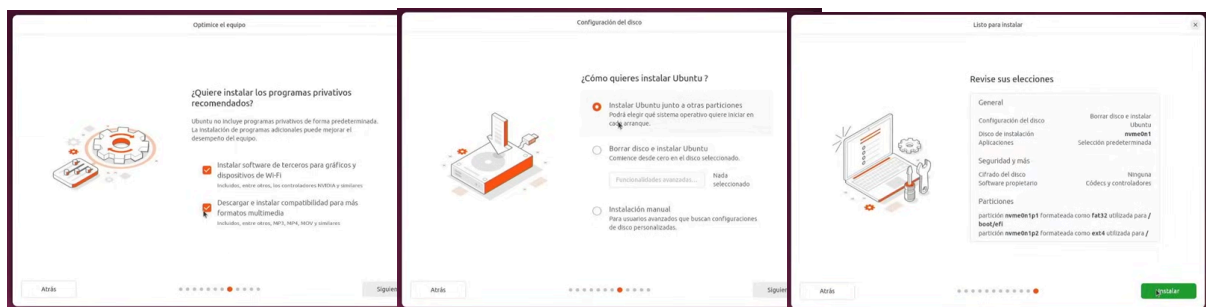 Optimice el equipo
¿Quiere instalar los programas privativos
recomendados?
Ubuntu no incluye programas privativos de forma predeterminada.
La instalación de programas adicionales puede mejorar el
desempeño del equipo.
Instalar software de terceros para gráficos y
dispositivos de Wi-Fi
Incluidos, entre otros, los controladores NVIDIA y similares
Descargar e instalar compatibilidad para más
formatos multimedia
Incluidos, entre otros, MP3, MP4, MOV y similares
Atrás
Siguien
Configuración del disco
¿Cómo quieres instalar Ubuntu ?
Instalar Ubuntu junto a otras particiones
Podrá elegir qué sistema operativo quiere iniciar en
cada arranque.
Borrar disco e instalar Ubuntu
Comience desde cero en el disco seleccionado.
Funcionalidades avanzadas...
Nada
seleccionado
Instalación manual
Para usuarios avanzados que buscan configuraciones
de disco personalizadas.
Atrás
Siguien
Listo para instalar
Revise sus elecciones
General
Configuración del disco
Borrar disco e instalar
Ubuntu
Disco de instalación nvme0n1
Aplicaciones Selección predeterminada
Seguridad y más
Cifrado del disco Ninguna
Software propietario Códecs y controladores
Particiones
partición nvme0n1p1 formateada como fat32 utilizada para /
boot/efi
partición nvme0n1p2 formateada como ext4 utilizada para /
Atrás
Instalar